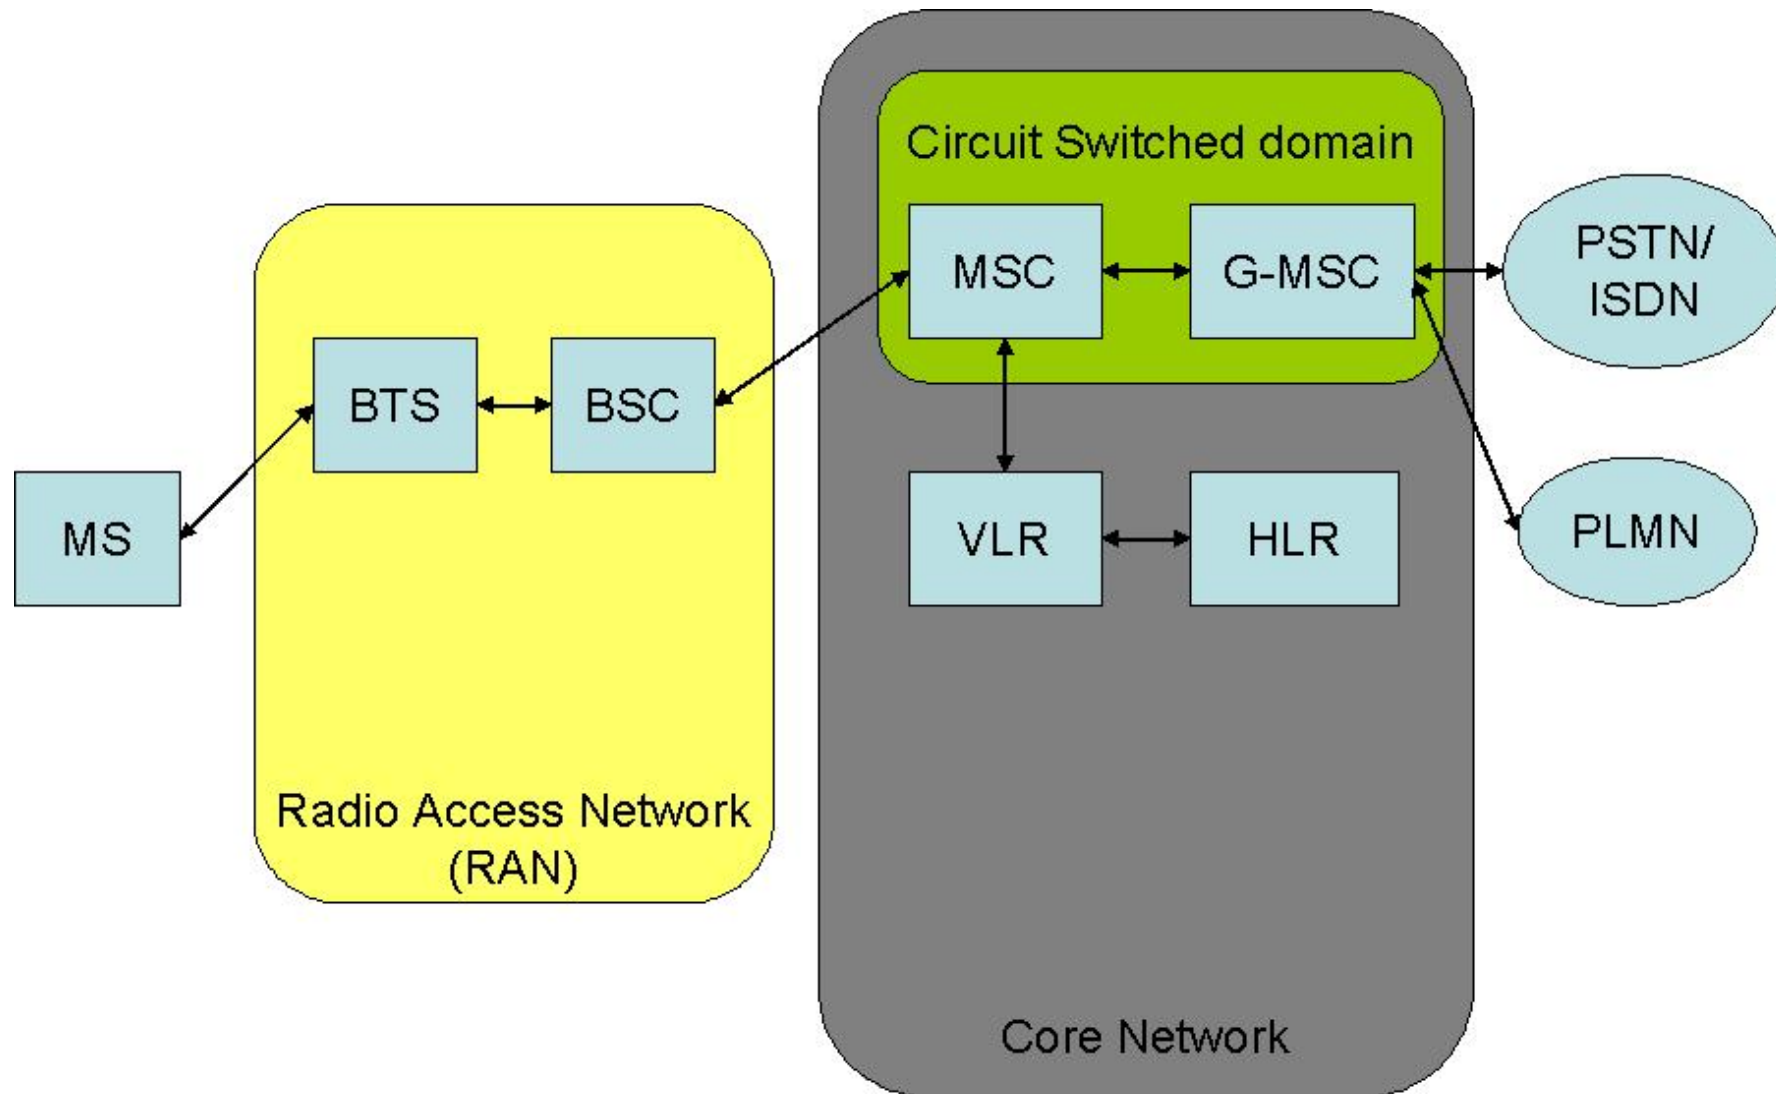 Circuit Switched domain
MSC
G-MSC
PSTN/
ISDN
BTS
BSC
MS
VLR
HLR
PLMN
Radio Access Network
(RAN)
Core Network